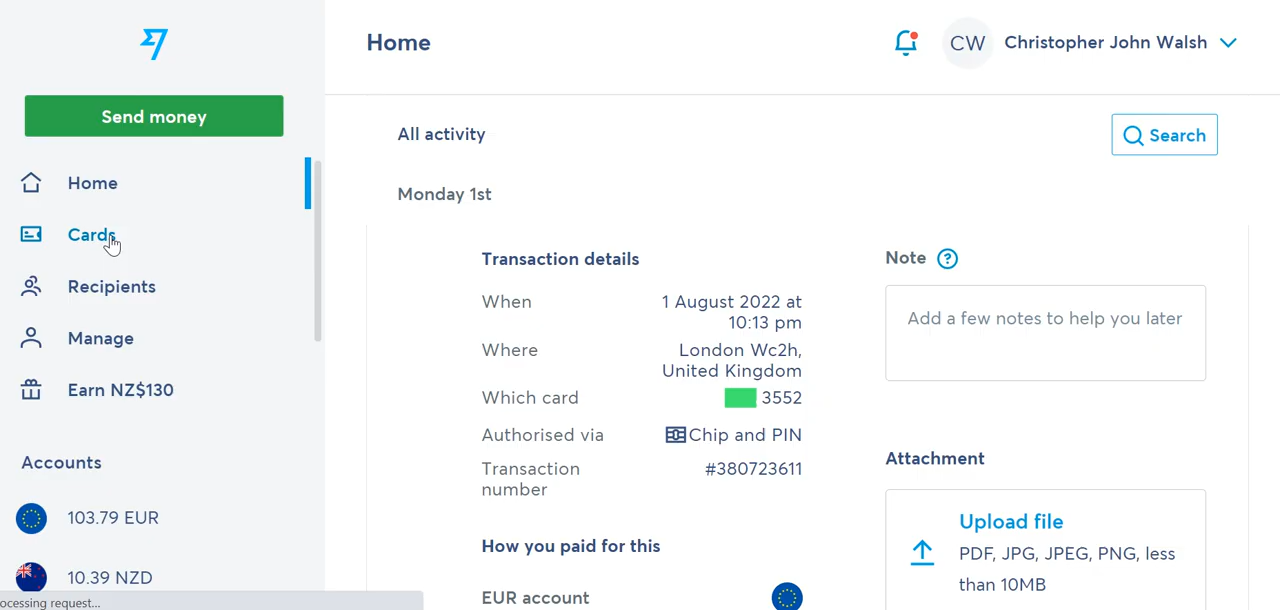 Home
CW
Christopher John Walsh
Send money
Home
Cards
Recipients
Manage
Earn NZ$130
Accounts
103.79 EUR
10.39 NZD
ocessing request...
All activity
Search
Monday 1st
Transaction details
When
1 August 2022 at
10:13 pm
Where
London Wc2h,
United Kingdom
Which card
3552
Authorised via
Chip and PIN
Transaction
number
#380723611
How you paid for this
EUR account
Note ?
Add a few notes to help you later
Attachment
Upload file
PDF, JPG, JPEG, PNG, less
than 10MB